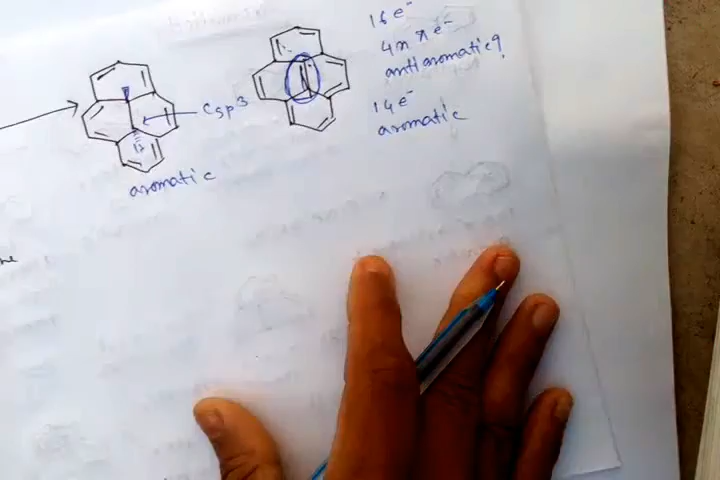 16 e⁻
4n π e⁻
antiaromatic?
14 e⁻
aromatic
Csp³
aromatic